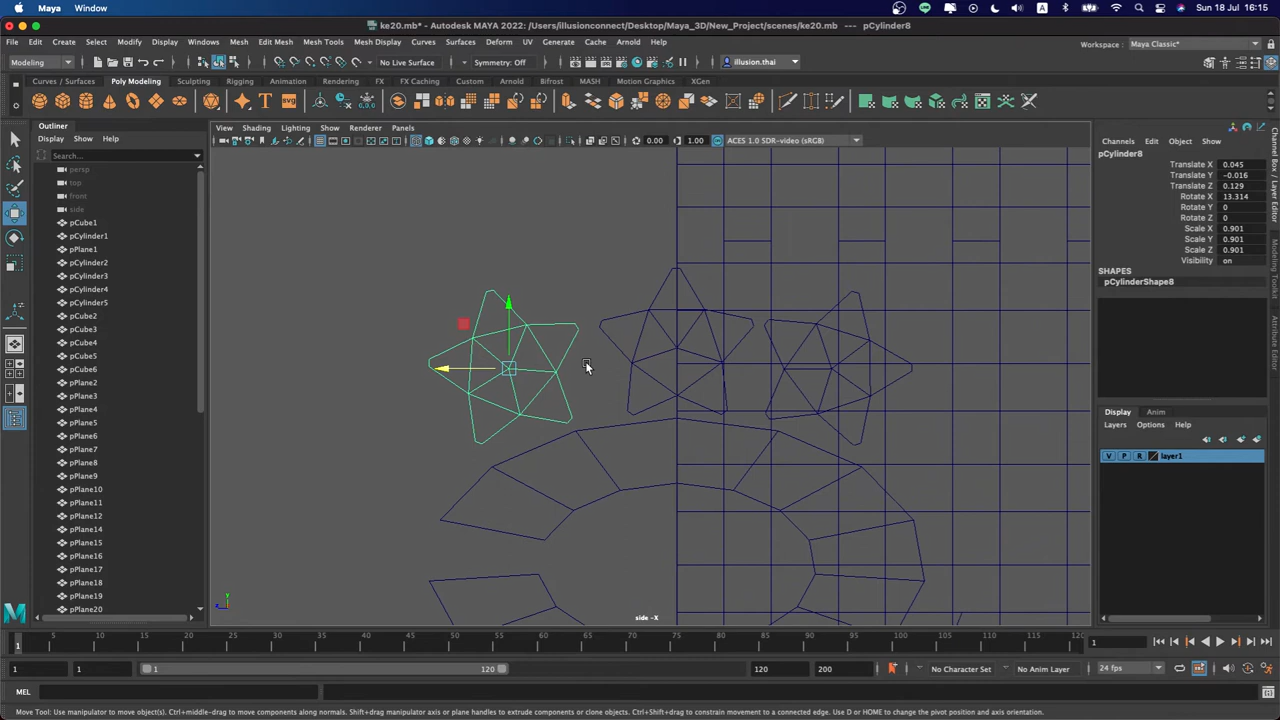 Maya Window
A Sun 18 Jul 16:15
ke20.mb* - Autodesk MAYA 2022: /Users/illusionconnect/Desktop/Maya_3D/New_Project/scenes/ke20.mb --- pCylinder8
File Edit Create Select Modify Display Windows Mesh Edit Mesh Mesh Tools Mesh Display Curves Surfaces Deform UV Generate Cache Arnold Help
Workspace : Maya Classic*
Modeling No Live Surface Symmetry: Off illusion.thai
Curves / Surfaces Poly Modeling Sculpting Rigging Animation Rendering FX FX Caching Custom Arnold Bifrost MASH Motion Graphics XGen
Outliner
Display Show Help
Search...
persp
top
front
side
pCube1
pCylinder1
pPlane1
pCylinder2
pCylinder3
pCylinder4
pCylinder5
pCube2
pCube3
pCube4
pCube5
pCube6
pPlane2
pPlane3
pPlane4
pPlane5
pPlane6
pPlane7
pPlane8
pPlane9
pPlane10
pPlane11
pPlane12
pPlane14
pPlane15
pPlane16
pPlane17
pPlane18
pPlane19
pPlane20
View Shading Lighting Show Renderer Panels
0.00 1.00 ACES 1.0 SDR-video (sRGB)
side -X
Channels Edit Object Show
pCylinder8
Translate X 0.045
Translate Y -0.016
Translate Z 0.129
Rotate X 13.314
Rotate Y 0
Rotate Z 0
Scale X 0.901
Scale Y 0.901
Scale Z 0.901
Visibility on
SHAPES
pCylinderShape8
Display Anim
Layers Options Help
V P R layer1
Channel Box / Layer Editor
Modeling Toolkit
Attribute Editor
5 10 15 20 25 30 35 40 45 50 55 60 65 70 75 80 85 90 95 100 105 110 115 120
1
1
1 1 1 120 120 200 No Character Set No Anim Layer 24 fps
MEL
Move Tool: Use manipulator to move object(s). Ctrl+middle-drag to move components along normals. Shift+drag manipulator axis or plane handles to extrude components or clone objects. Ctrl+Shift+drag to constrain movement to a connected edge. Use D or HOME to change the pivot position and axis orientation.